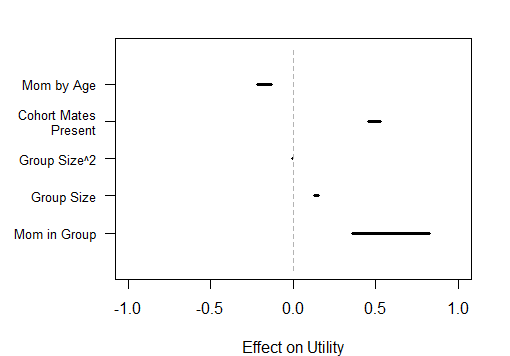 Mom by Age
Cohort Mates
Present
Group Size^2
Group Size
Mom in Group
-1.0 -0.5 0.0 0.5 1.0
Effect on Utility